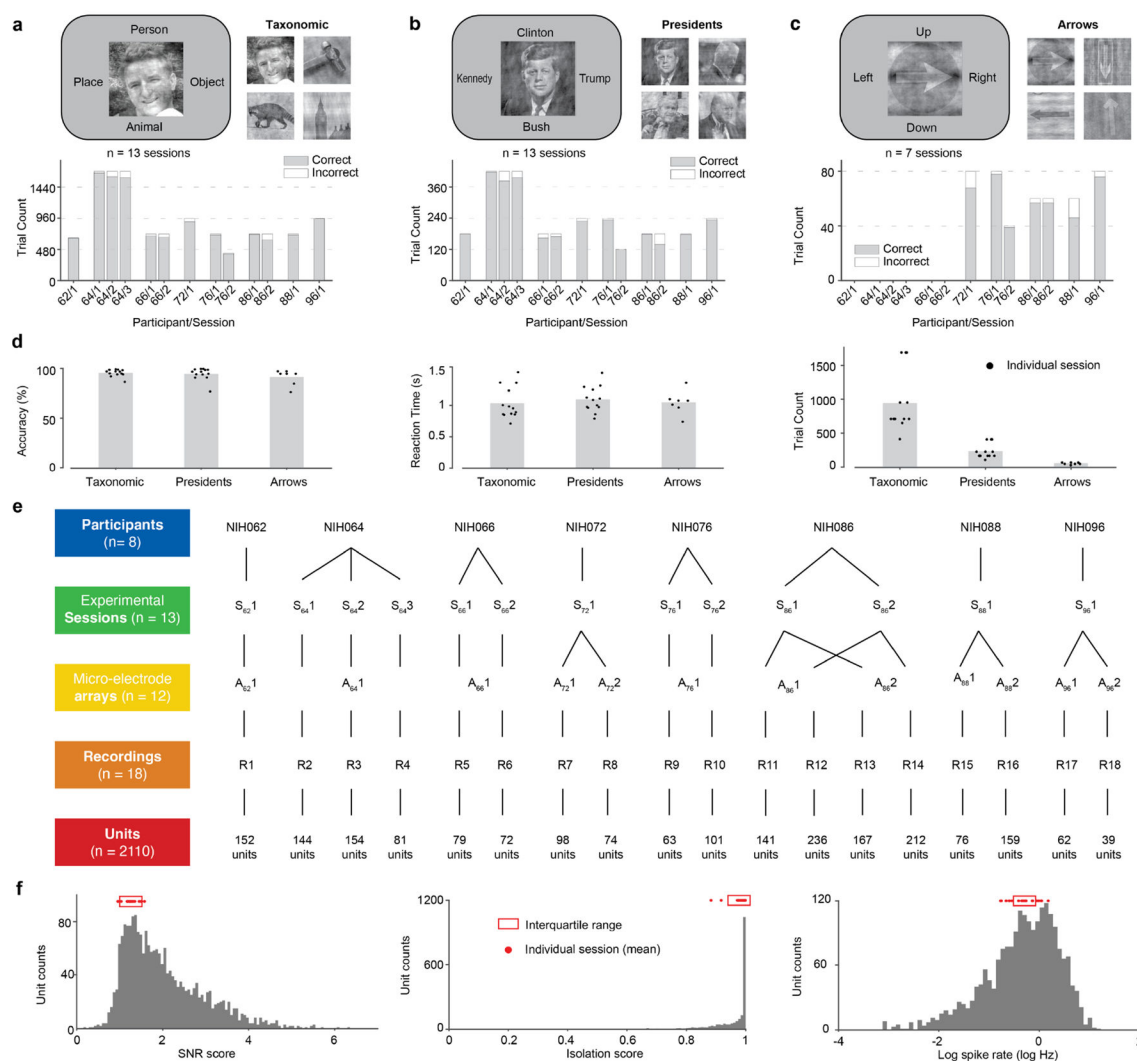 a
Taxonomic
Person
Place
Object
Animal
n = 13 sessions
Correct
Incorrect
Trial Count
1440
960
480
0
62/1
64/1
64/2
64/3
66/1
66/2
72/1
76/1
76/2
86/1
86/2
88/1
96/1
Participant/Session
b
Presidents
Clinton
Kennedy
Trump
Bush
n = 13 sessions
Correct
Incorrect
Trial Count
360
240
120
0
62/1
64/1
64/2
64/3
66/1
66/2
72/1
76/1
76/2
86/1
86/2
88/1
96/1
Participant/Session
c
Arrows
Up
Left
Right
Down
n = 7 sessions
Trial Count
80
40
0
Correct
Incorrect
62/1
64/1
64/2
64/3
66/1
66/2
72/1
76/1
76/2
86/1
86/2
88/1
96/1
Participant/Session
d
Accuracy (%)
100
50
0
Taxonomic
Presidents
Arrows
Reaction Time (s)
1.5
1
0.5
0
Taxonomic
Presidents
Arrows
Trial Count
1500
1000
500
0
Individual session
Taxonomic
Presidents
Arrows
e
Participants
(n= 8)
NIH062 NIH064 NIH066 NIH072 NIH076 NIH086 NIH088 NIH096
Experimental
Sessions (n = 13)
S₆₂1 S₆₄1 S₆₄2 S₆₄3 S₆₆1 S₆₆2 S₇₂1 S₇₆1 S₇₆2 S₈₆1 S₈₆2 S₈₈1 S₉₆1
Micro-electrode
arrays (n = 12)
A₆₂1 A₆₄1 A₆₆1 A₇₂1 A₇₂2 A₇₆1 A₈₆1 A₈₆2 A₈₈1 A₈₈2 A₉₆1 A₉₆2
Recordings
(n = 18)
R1 R2 R3 R4 R5 R6 R7 R8 R9 R10 R11 R12 R13 R14 R15 R16 R17 R18
Units
(n = 2110)
152 144 154 81 79 72 98 74 63 101 141 236 167 212 76 159 62 39
units units units units units units units units units units units units units units units units units units
f
Unit counts
80
40
0
0 2 4 6
SNR score
Unit counts
1200
600
0
Interquartile range
Individual session (mean)
0 0.2 0.4 0.6 0.8 1
Isolation score
Unit counts
120
60
0
-4 -2 0 2
Log spike rate (log Hz)